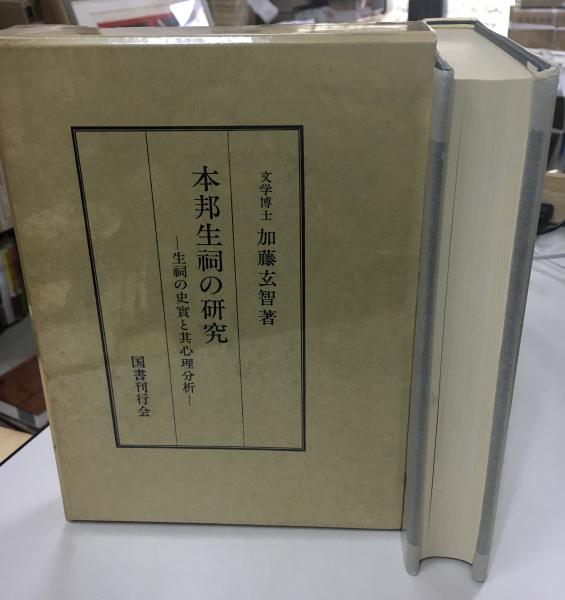 文学博士 加藤玄智著
本邦生祠の研究
―生祠の史實と其心理分析―
国書刊行会